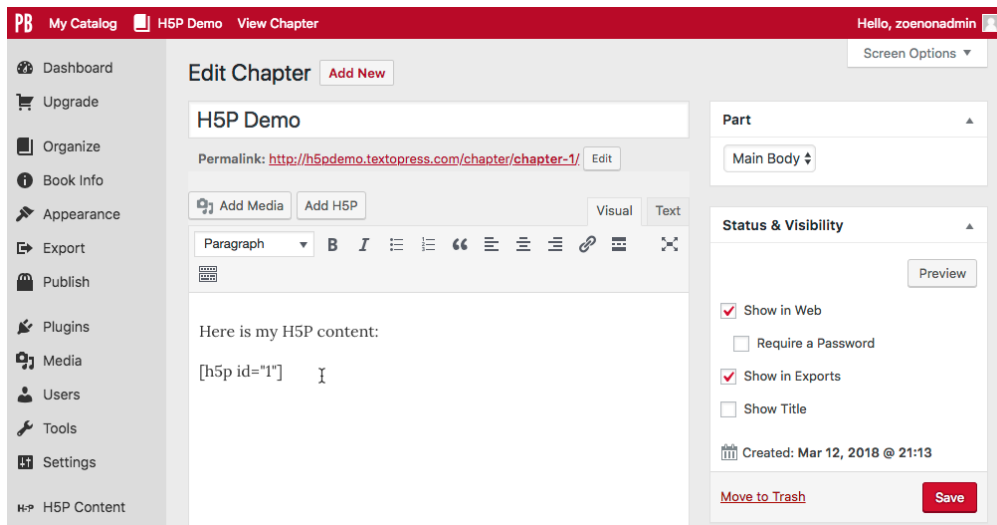 PB My Catalog H5P Demo View Chapter Hello, zoenonadmin
Screen Options ▼
Dashboard
Upgrade
Organize
Book Info
Appearance
Export
Publish
Plugins
Media
Users
Tools
Settings
H5P H5P Content
Edit Chapter Add New
H5P Demo
Permalink: http://h5pdemo.textopress.com/chapter/chapter-1/ Edit
Add Media Add H5P
Visual Text
Paragraph B I
Here is my H5P content:
[h5p id="1"]
Part
Main Body
Status & Visibility
Preview
Show in Web
Require a Password
Show in Exports
Show Title
Created: Mar 12, 2018 @ 21:13
Move to Trash Save